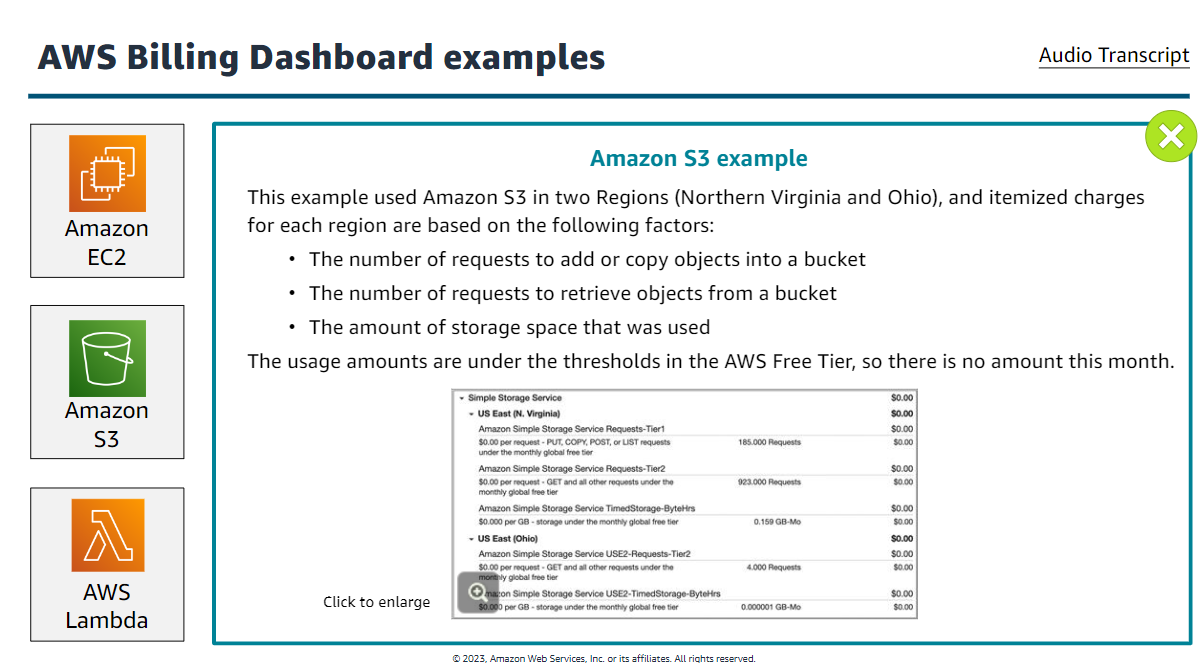 AWS Billing Dashboard examples
Audio Transcript
Amazon
EC2
Amazon
S3
AWS
Lambda
Amazon S3 example
This example used Amazon S3 in two Regions (Northern Virginia and Ohio), and itemized charges
for each region are based on the following factors:
• The number of requests to add or copy objects into a bucket
• The number of requests to retrieve objects from a bucket
• The amount of storage space that was used
The usage amounts are under the thresholds in the AWS Free Tier, so there is no amount this month.
Simple Storage Service $0.00
US East (N. Virginia) $0.00
Amazon Simple Storage Service Requests-Tier1 $0.00
$0.00 per request - PUT, COPY, POST, or LIST requests 185.000 Requests $0.00
under the monthly global free tier
Amazon Simple Storage Service Requests-Tier2 $0.00
$0.00 per request - GET and all other requests under the 923.000 Requests $0.00
monthly global free tier
Amazon Simple Storage Service TimedStorage-ByteHrs $0.00
$0.000 per GB - storage under the monthly global free tier 0.159 GB-Mo $0.00
US East (Ohio) $0.00
Amazon Simple Storage Service USE2-Requests-Tier2 $0.00
$0.00 per request - GET and all other requests under the 4.000 Requests $0.00
monthly global free tier
Amazon Simple Storage Service USE2-TimedStorage-ByteHrs $0.00
$0.000 per GB - storage under the monthly global free tier 0.000001 GB-Mo $0.00
Click to enlarge
© 2023, Amazon Web Services, Inc. or its affiliates. All rights reserved.